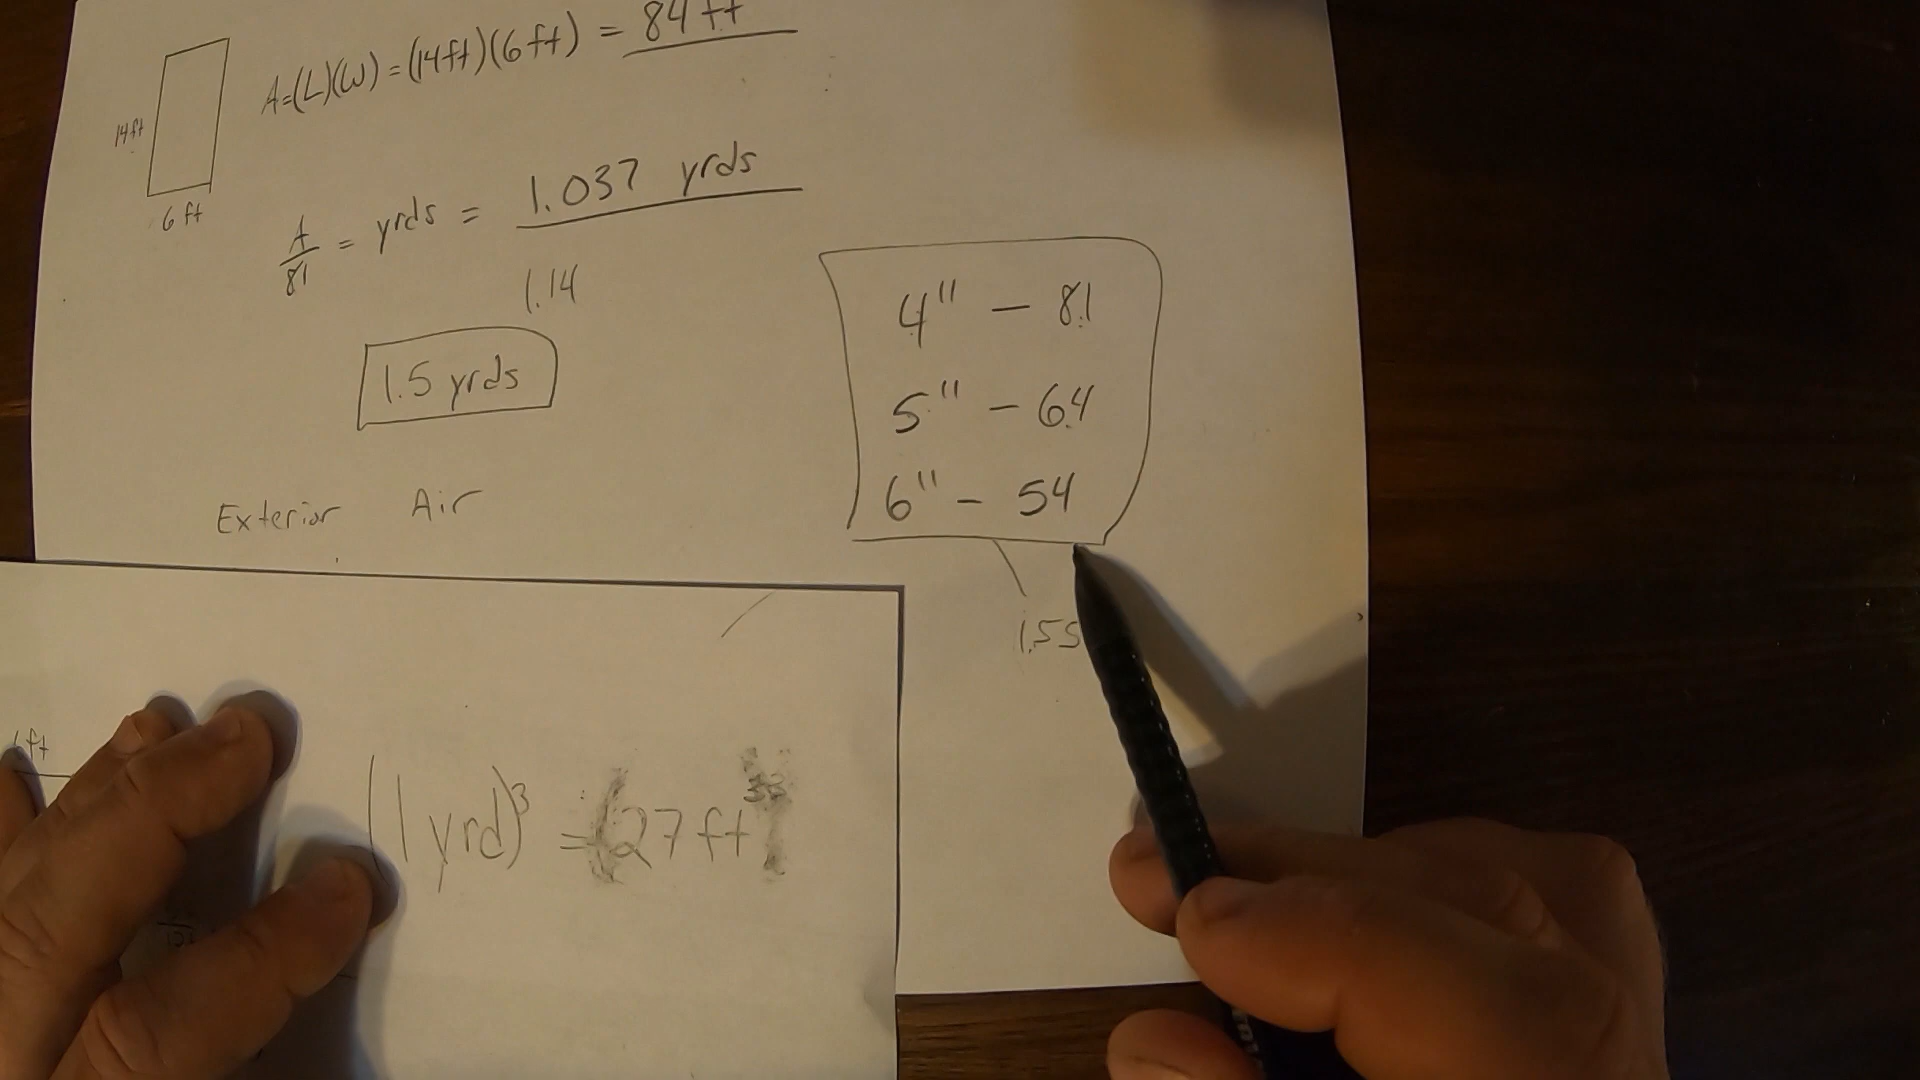 A=(L)(W)=(14ft)(6ft) = 84 ft
14ft
6 ft
A/81 = yrds = 1.037 yrds
1.14
1.5 yrds
4" - 81
5" - 64
6" - 54
Exterior Air
1.55
(1 yrd)³ = (27 ft³)